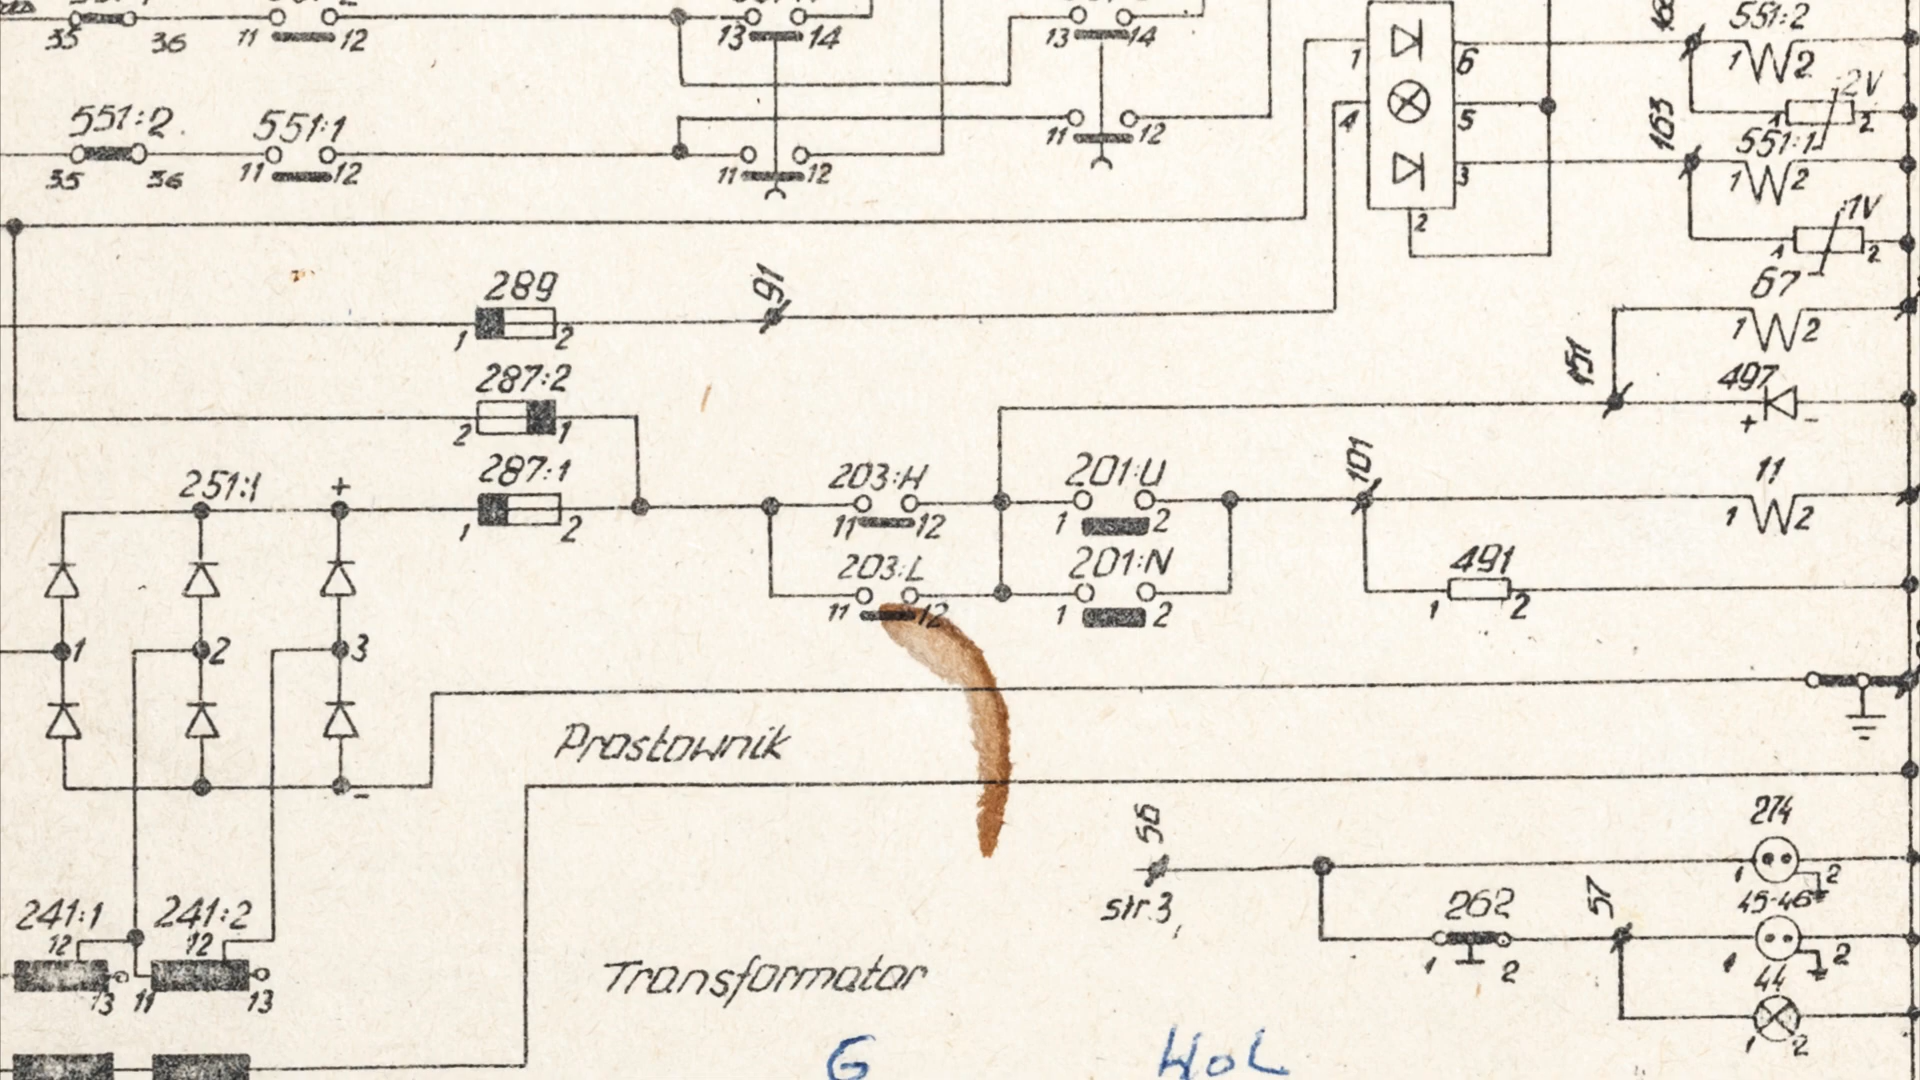 35 36 11 12 13 14 13 14
1 6 551:2 1 2
2V 1 2
551:2. 551:1 11 12 4 5 163
35 36 11 12 11 12 3 551:1 1 2
2 1V 1 2
289 91 67
1 2 1 2
287:2 151 497
2 1 + -
251:1 + 287:1 203:H 201:U 101 11
1 2 11 12 1 2 1 2
203:L 201:N 491
11 12 1 2 1 2
1 2 3
Prostownik
-
56 274
1 2
241:1 241:2 str.3, 262 57 45-46
12 12 1 2 1 2
13 11 13 Transformator 44
1 2
G HOL